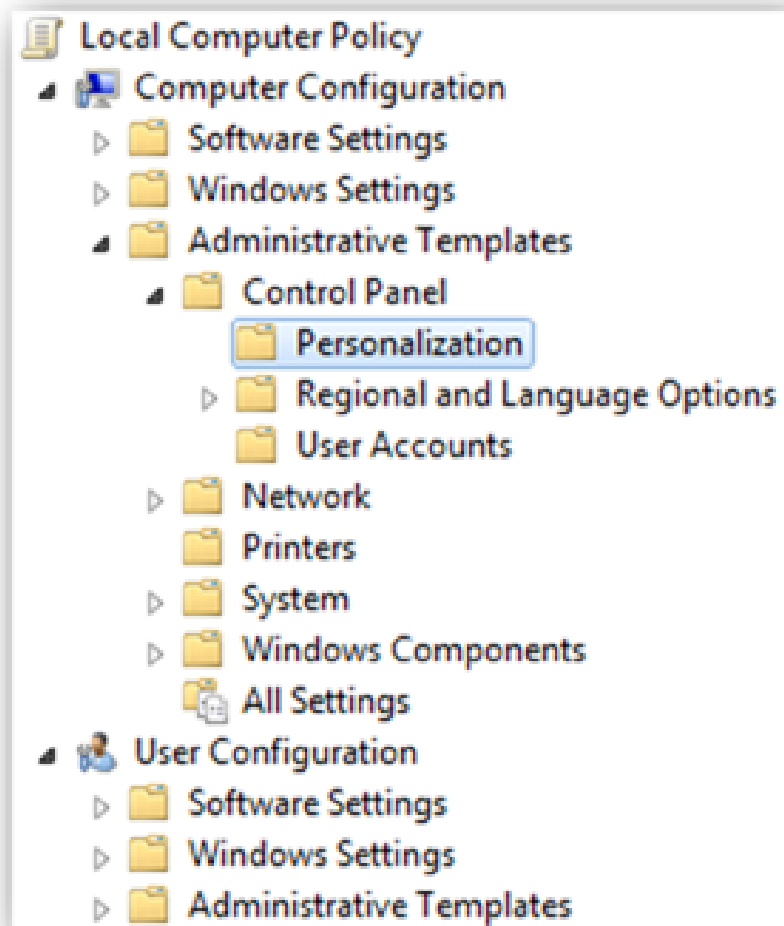 Local Computer Policy
Computer Configuration
Software Settings
Windows Settings
Administrative Templates
Control Panel
Personalization
Regional and Language Options
User Accounts
Network
Printers
System
Windows Components
All Settings
User Configuration
Software Settings
Windows Settings
Administrative Templates